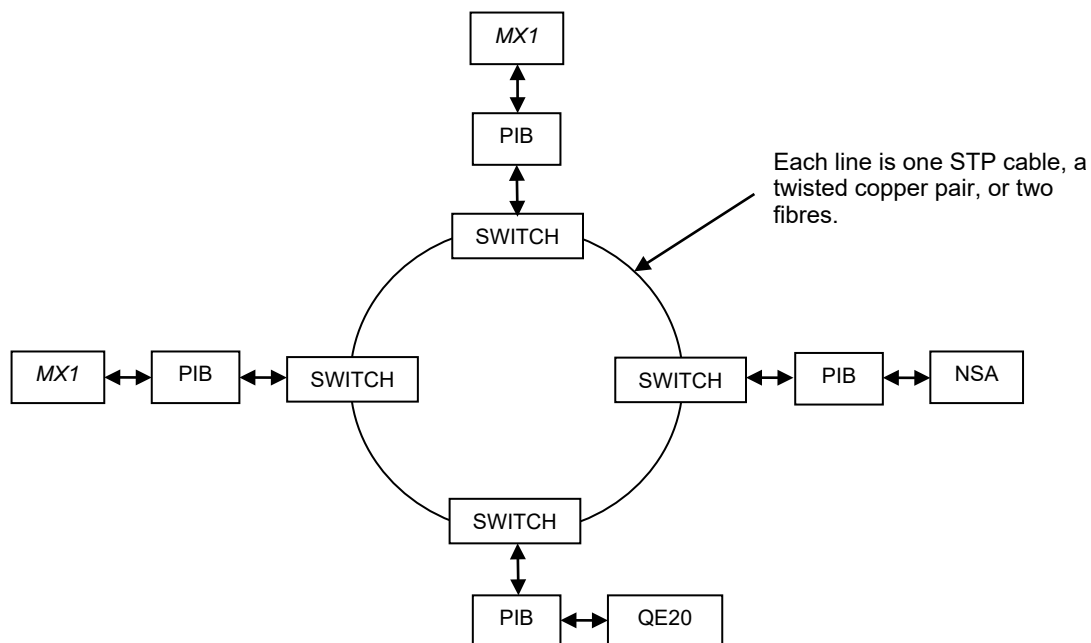 MX1
PIB
Each line is one STP cable, a
twisted copper pair, or two
fibres.
SWITCH
MX1
PIB
SWITCH
SWITCH
PIB
NSA
SWITCH
PIB
QE20